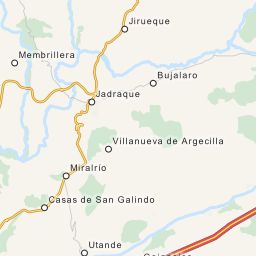 Jirueque
Membrillera
Bujalaro
Jadraque
Villanueva de Argecilla
Miralrío
Casas de San Galindo
Utande